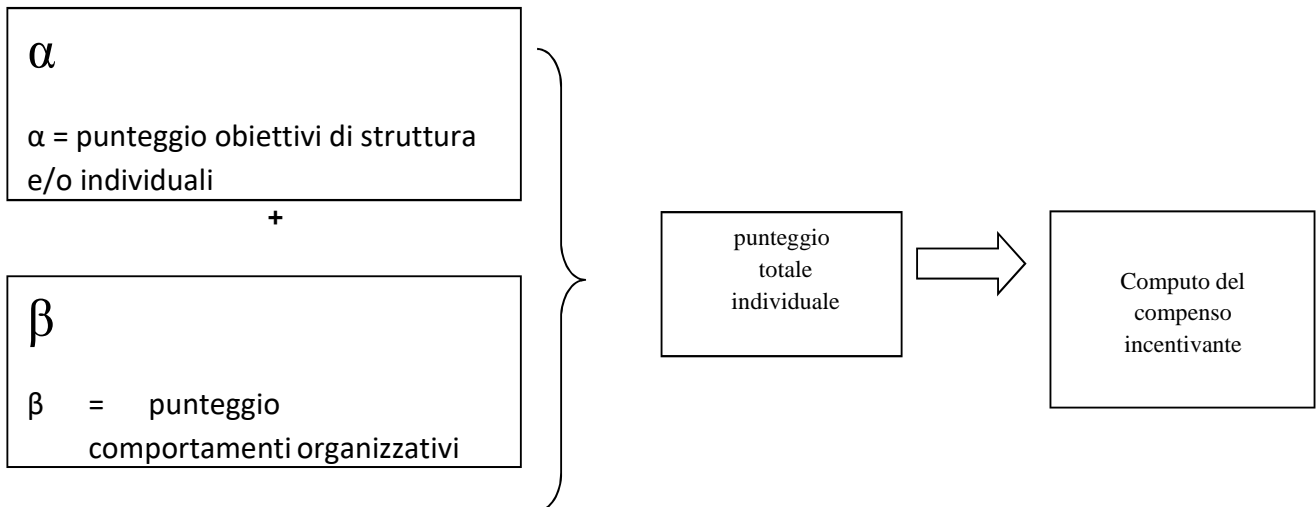 α
α = punteggio obiettivi di struttura
e/o individuali
+
β
β = punteggio
comportamenti organizzativi
punteggio
totale
individuale
Computo del
compenso
incentivante